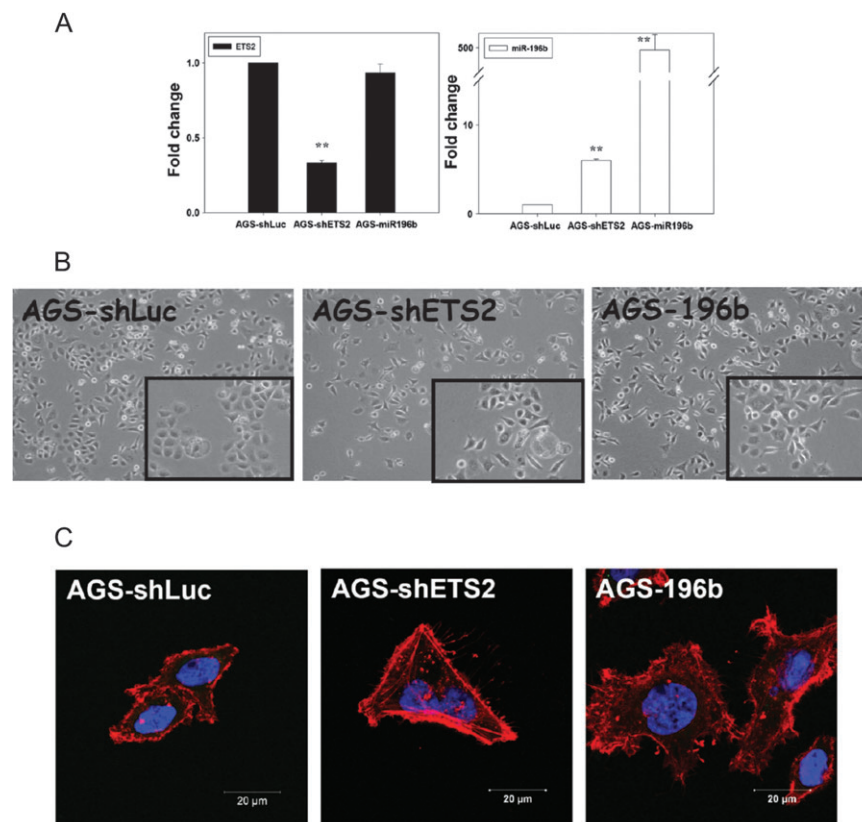 A
ETS2
Fold change
1.0
0.5
0.0
AGS-shLuc AGS-shETS2 AGS-miR196b
**
miR-196b
Fold change
500
10
0
AGS-shLuc AGS-shETS2 AGS-miR196b
**
**
B
AGS-shLuc
AGS-shETS2
AGS-196b
C
AGS-shLuc
20 µm
AGS-shETS2
20 µm
AGS-196b
20 µm